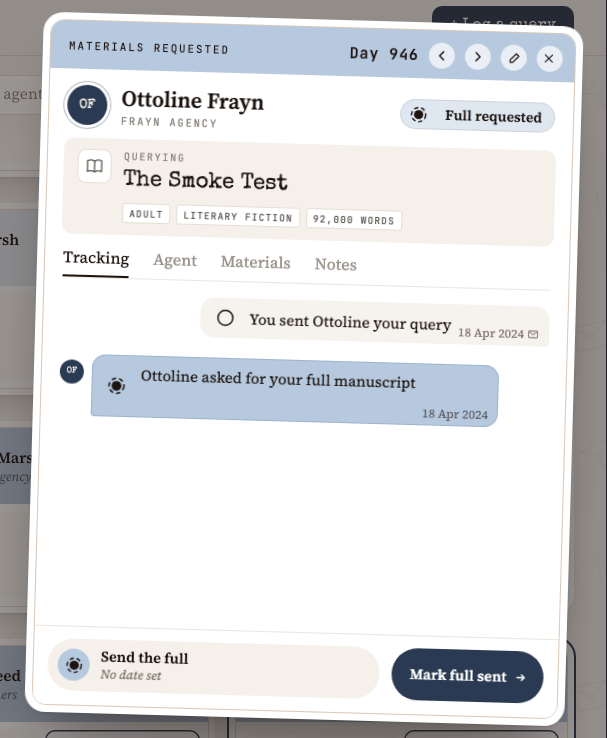 + Log a query
MATERIALS REQUESTED
Day 946
agent
OF
Ottoline Frayn
FRAYN AGENCY
Full requested
QUERYING
The Smoke Test
ADULT
LITERARY FICTION
92,000 WORDS
Tracking
Agent
Materials
Notes
You sent Ottoline your query
18 Apr 2024
OF
Ottoline asked for your full manuscript
18 Apr 2024
rsh
Mars
gency
Send the full
No date set
Mark full sent →
eed
ners